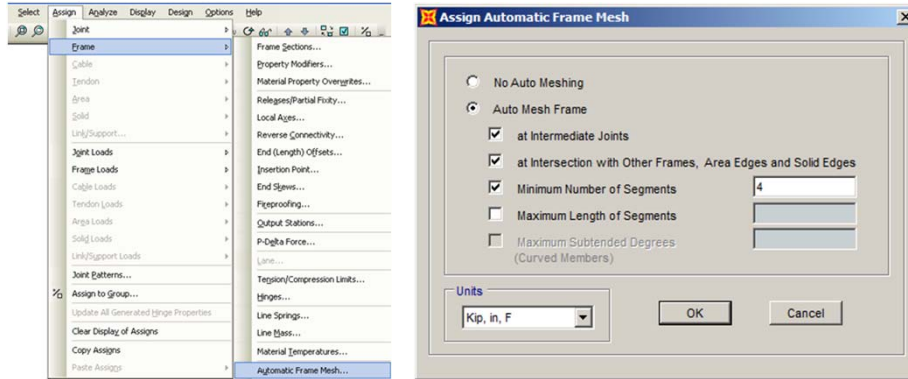 Select Assign Analyze Display Design Options Help
Joint
Frame
Cable
Tendon
Area
Solid
Link/Support...
Joint Loads
Frame Loads
Cable Loads
Tendon Loads
Area Loads
Solid Loads
Link/Support Loads
Joint Patterns...
Assign to Group...
Update All Generated Hinge Properties
Clear Display of Assigns
Copy Assigns
Paste Assigns
Frame Sections...
Property Modifiers...
Material Property Overwrites...
Releases/Partial Fixity...
Local Axes...
Reverse Connectivity...
End (Length) Offsets...
Insertion Point...
End Skews...
Fireproofing...
Output Stations...
P-Delta Force...
Lane...
Tension/Compression Limits...
Hinges...
Line Springs...
Line Mass...
Material Temperatures...
Automatic Frame Mesh...
Assign Automatic Frame Mesh
No Auto Meshing
Auto Mesh Frame
at Intermediate Joints
at Intersection with Other Frames, Area Edges and Solid Edges
Minimum Number of Segments 4
Maximum Length of Segments
Maximum Subtended Degrees
(Curved Members)
Units
Kip, in, F
OK Cancel